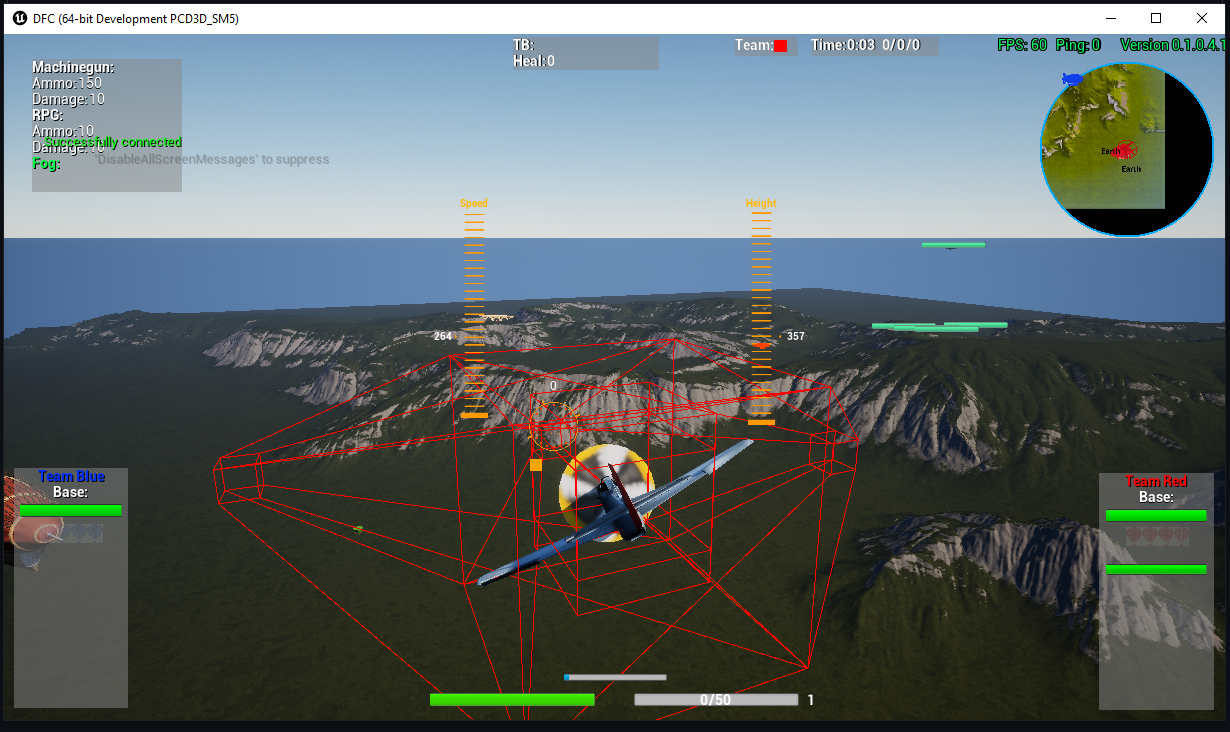 DFC (64-bit Development PCD3D_SM5)
TB:
Heal:0
Team:
Time:0:03 0/0/0
FPS: 60 Ping: 0 Version 0.1.0.4.1
Machinegun:
Ammo:150
Damage:10
RPG:
Ammo:10
Successfully connected
Damage:10
'DisableAllScreenMessages' to suppress
Fog:
Earth
Earth
Speed
Height
264
357
0
Team Blue
Base:
Team Red
Base:
0/50
1